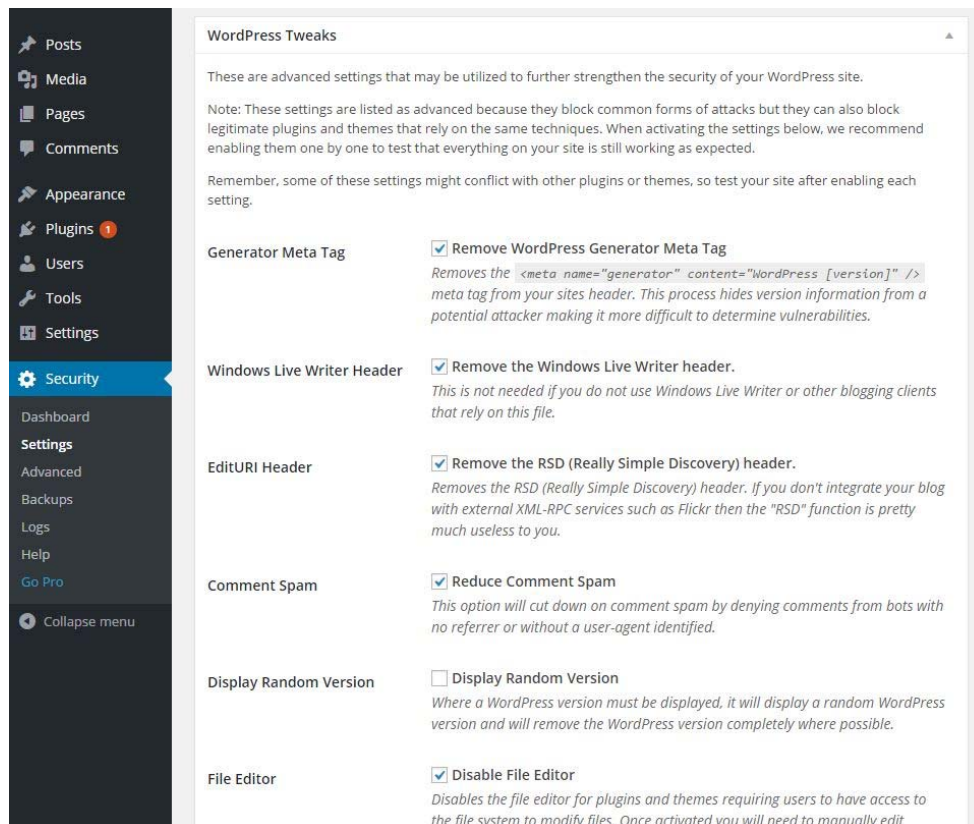 Posts
Media
Pages
Comments
Appearance
Plugins 1
Users
Tools
Settings
Security
Dashboard
Settings
Advanced
Backups
Logs
Help
Go Pro
Collapse menu
WordPress Tweaks
These are advanced settings that may be utilized to further strengthen the security of your WordPress site.
Note: These settings are listed as advanced because they block common forms of attacks but they can also block
legitimate plugins and themes that rely on the same techniques. When activating the settings below, we recommend
enabling them one by one to test that everything on your site is still working as expected.
Remember, some of these settings might conflict with other plugins or themes, so test your site after enabling each
setting.
Generator Meta Tag
Remove WordPress Generator Meta Tag
Removes the <meta name="generator" content="WordPress [version]" />
meta tag from your sites header. This process hides version information from a
potential attacker making it more difficult to determine vulnerabilities.
Windows Live Writer Header
Remove the Windows Live Writer header.
This is not needed if you do not use Windows Live Writer or other blogging clients
that rely on this file.
EditURI Header
Remove the RSD (Really Simple Discovery) header.
Removes the RSD (Really Simple Discovery) header. If you don't integrate your blog
with external XML-RPC services such as Flickr then the "RSD" function is pretty
much useless to you.
Comment Spam
Reduce Comment Spam
This option will cut down on comment spam by denying comments from bots with
no referrer or without a user-agent identified.
Display Random Version
Display Random Version
Where a WordPress version must be displayed, it will display a random WordPress
version and will remove the WordPress version completely where possible.
File Editor
Disable File Editor
Disables the file editor for plugins and themes requiring users to have access to
the file system to modify files. Once activated you will need to manually edit